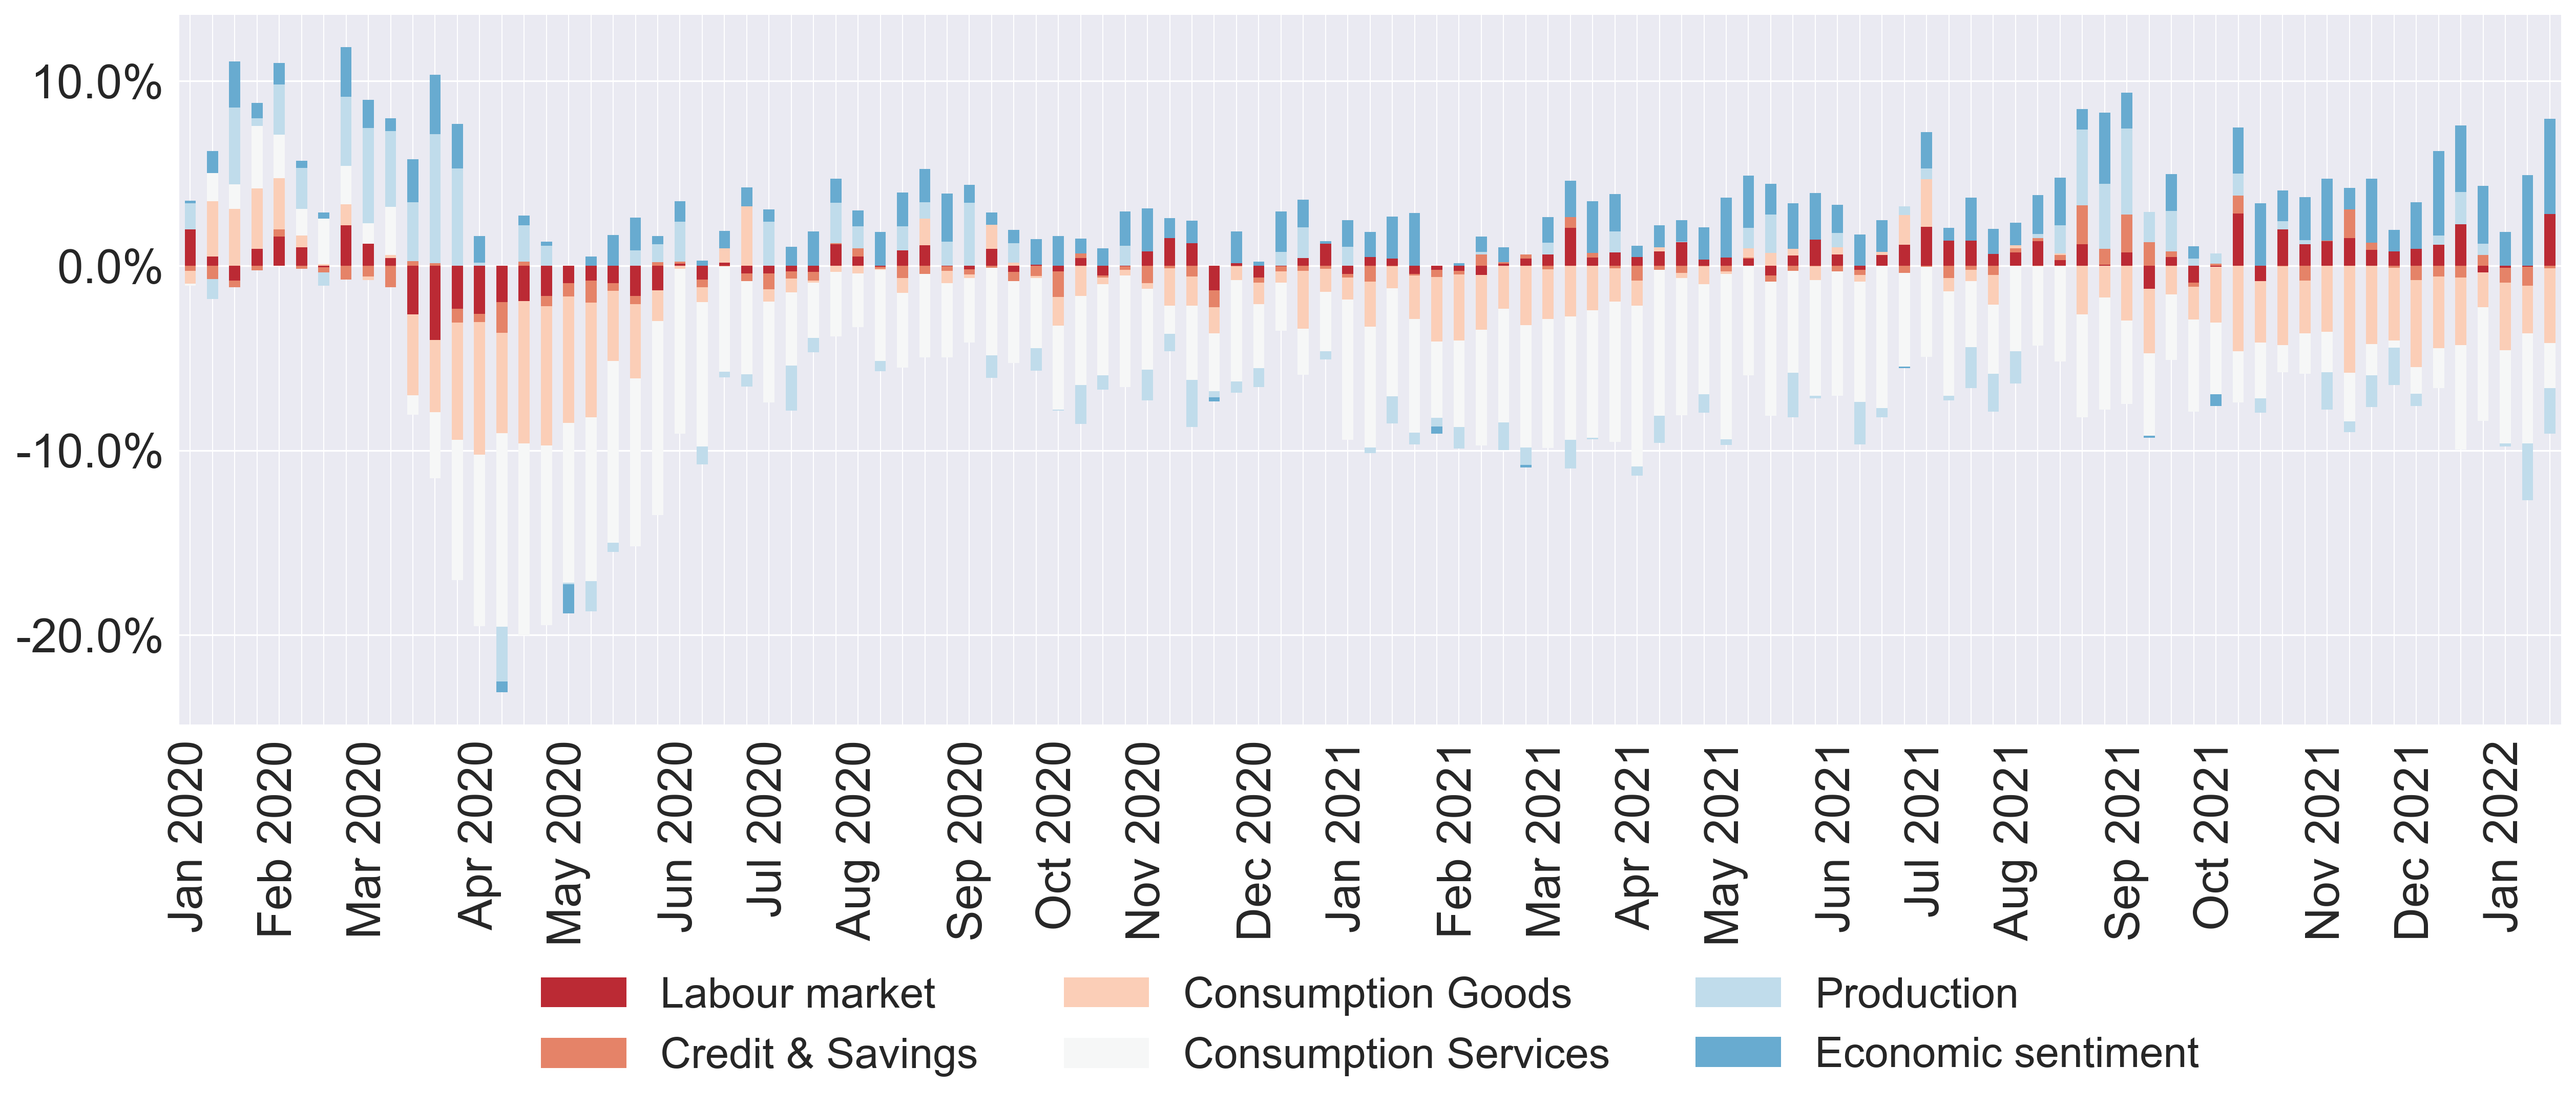 10.0%
0.0%
-10.0%
-20.0%
Jan 2020
Feb 2020
Mar 2020
Apr 2020
May 2020
Jun 2020
Jul 2020
Aug 2020
Sep 2020
Oct 2020
Nov 2020
Dec 2020
Jan 2021
Feb 2021
Mar 2021
Apr 2021
May 2021
Jun 2021
Jul 2021
Aug 2021
Sep 2021
Oct 2021
Nov 2021
Dec 2021
Jan 2022
Labour market
Consumption Goods
Production
Credit & Savings
Consumption Services
Economic sentiment